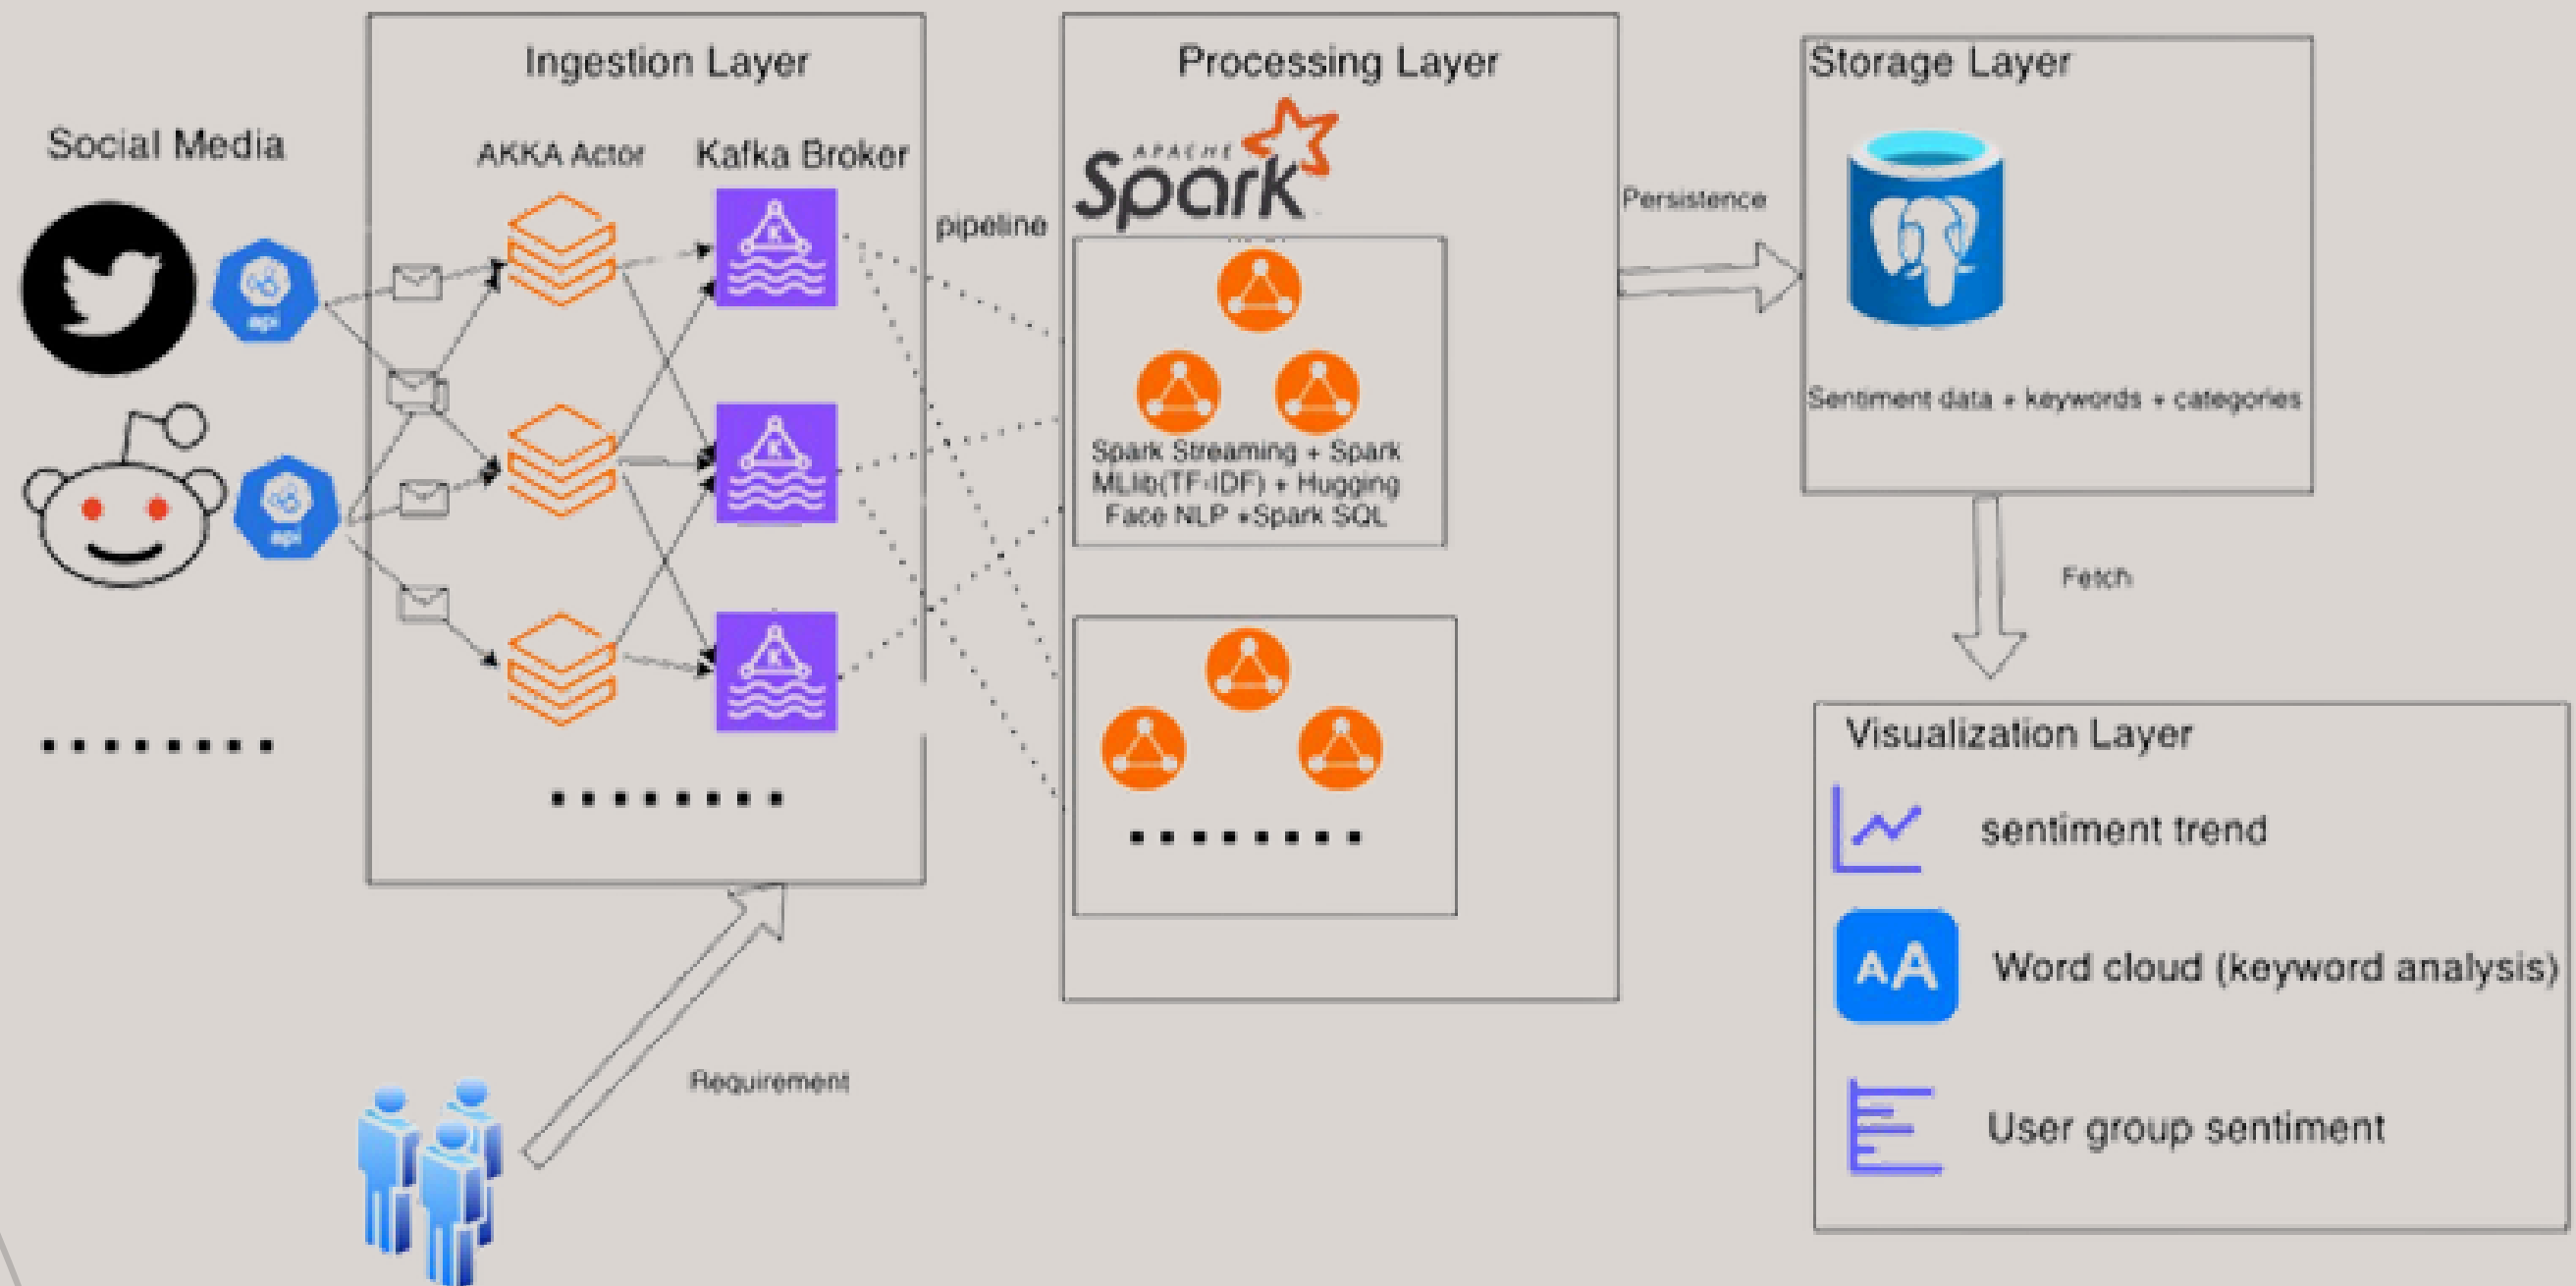 Social Media
api
api
Ingestion Layer
AKKA Actor
Kafka Broker
K
K
K
pipeline
Requirement
Processing Layer
APACHE
Spark
Spark Streaming + Spark
MLlib(TF-IDF) + Hugging
Face NLP +Spark SQL
Persistence
Storage Layer
Sentiment data + keywords + categories
Fetch
Visualization Layer
sentiment trend
AA
Word cloud (keyword analysis)
User group sentiment